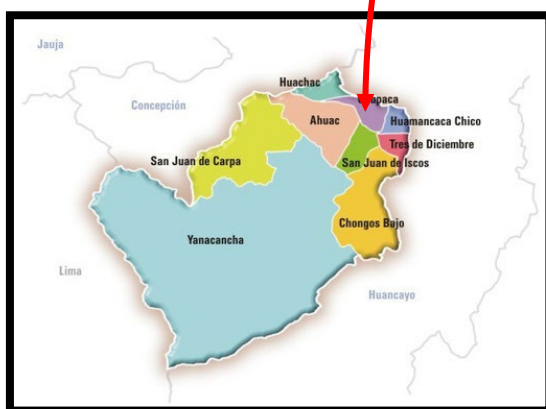 Jauja
Huachac
Concepción
Ahuac
Huamancaca Chico
Tres de Diciembre
San Juan de Carpa
San Juan de Iscos
Chongos Bajo
Yanacancha
Lima
Huancayo